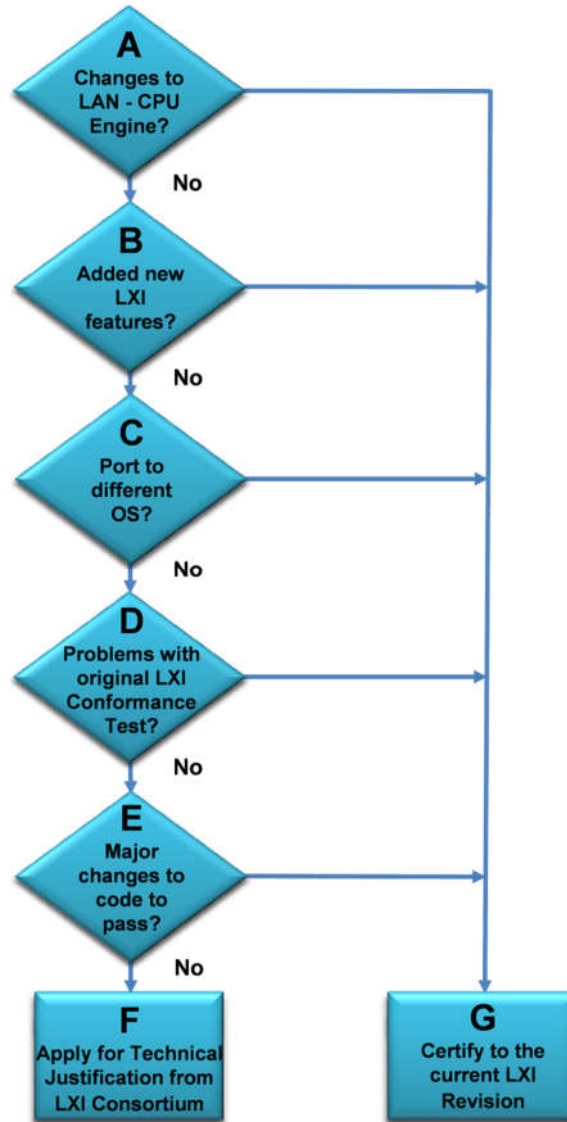 A
Changes to
LAN - CPU
Engine?
No
B
Added new
LXI
features?
No
C
Port to
different
OS?
No
D
Problems with
original LXI
Conformance
Test?
No
E
Major
changes to
code to
pass?
No
F
Apply for Technical
Justification from
LXI Consortium
G
Certify to the
current LXI
Revision